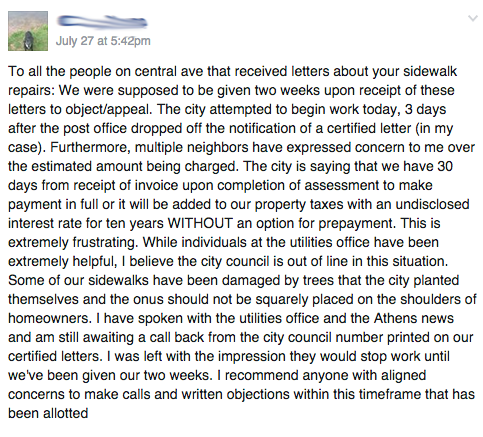 July 27 at 5:42pm
To all the people on central ave that received letters about your sidewalk
repairs: We were supposed to be given two weeks upon receipt of these
letters to object/appeal. The city attempted to begin work today, 3 days
after the post office dropped off the notification of a certified letter (in my
case). Furthermore, multiple neighbors have expressed concern to me over
the estimated amount being charged. The city is saying that we have 30
days from receipt of invoice upon completion of assessment to make
payment in full or it will be added to our property taxes with an undisclosed
interest rate for ten years WITHOUT an option for prepayment. This is
extremely frustrating. While individuals at the utilities office have been
extremely helpful, I believe the city council is out of line in this situation.
Some of our sidewalks have been damaged by trees that the city planted
themselves and the onus should not be squarely placed on the shoulders of
homeowners. I have spoken with the utilities office and the Athens news
and am still awaiting a call back from the city council number printed on our
certified letters. I was left with the impression they would stop work until
we've been given our two weeks. I recommend anyone with aligned
concerns to make calls and written objections within this timeframe that has
been allotted